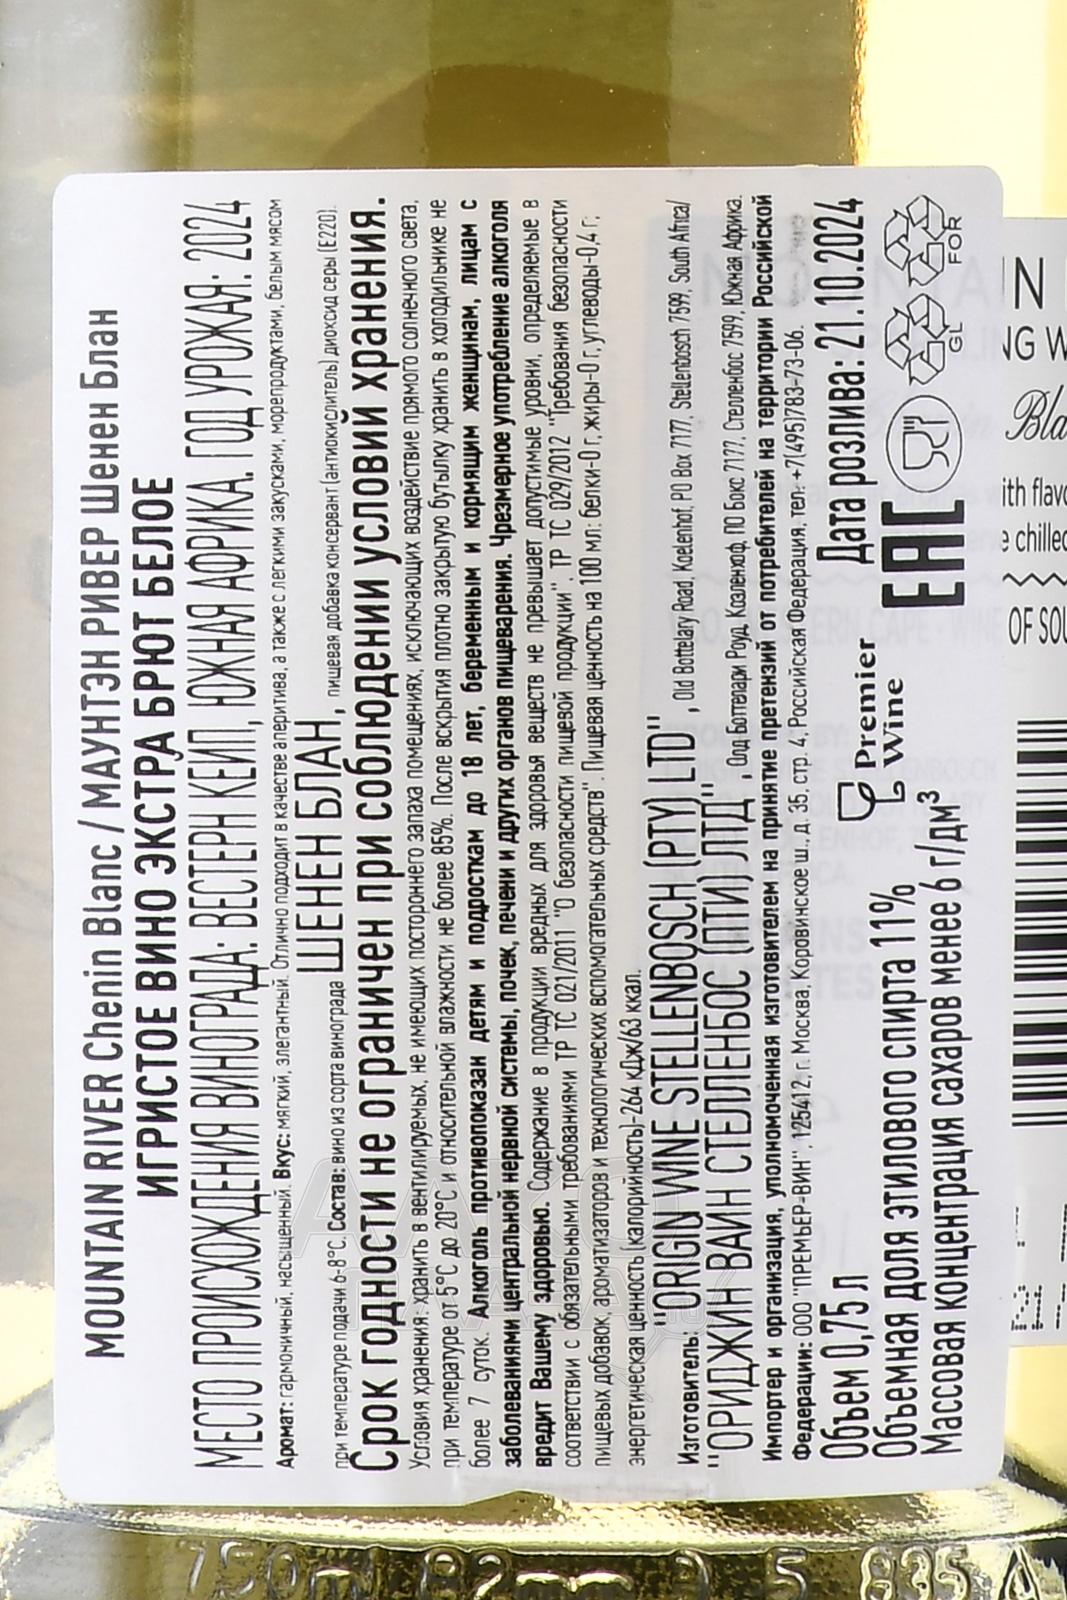 MOUNTAIN RIVER Chenin Blanc / МАУНТЭН РИВЕР Шенен Блан
ИГРИСТОЕ ВИНО ЭКСТРА БРЮТ БЕЛОЕ
МЕСТО ПРОИСХОЖДЕНИЯ ВИНОГРАДА: ВЕСТЕРН КЕЙП, ЮЖНАЯ АФРИКА. ГОД УРОЖАЯ: 2024
Аромат: гармоничный, насыщенный. Вкус: мягкий, элегантный. Отлично подходит в качестве аперитива, а также с легкими закусками, морепродуктами, белым мясом
при температуре подачи 6-8°C. Состав: вино из сорта винограда ШЕНЕН БЛАН, пищевая добавка консервант (антиокислитель) диоксид серы (Е220).
Срок годности не ограничен при соблюдении условий хранения.
Условия хранения: хранить в вентилируемых, не имеющих постороннего запаха помещениях, исключающих воздействие прямого солнечного света,
при температуре от 5°C до 20°C и относительной влажности не более 85%. После вскрытия плотно закрытую бутылку хранить в холодильнике не
более 7 суток. Алкоголь противопоказан детям и подросткам до 18 лет, беременным и кормящим женщинам, лицам с
заболеваниями центральной нервной системы, почек, печени и других органов пищеварения. Чрезмерное употребление алкоголя
вредит Вашему здоровью. Содержание в продукции вредных для здоровья веществ не превышает допустимые уровни, определяемые в
соответствии с обязательными требованиями ТР ТС 021/2011 "О безопасности пищевой продукции", ТР ТС 029/2012 "Требования безопасности
пищевых добавок, ароматизаторов и технологических вспомогательных средств". Пищевая ценность на 100 мл: белки-0 г, жиры-0 г, углеводы-0,4 г;
энергетическая ценность (калорийность)-264 кДж/63 ккал.
Изготовитель: "ORIGIN WINE STELLENBOSCH (PTY) LTD", Old Bottelary Road, Koelenhof, PO Box 7177, Stellenbosch 7599, South Africa/
"ОРИДЖИН ВАЙН СТЕЛЛЕНБОС (ПТИ) ЛТД", Олд Боттелари Роуд, Коэленхоф, ПО Бокс 7177, Стелленбос 7599, Южная Африка.
Импортер и организация, уполномоченная изготовителем на принятие претензий от потребителей на территории Российской
Федерации: ООО "ПРЕМЬЕР-ВИН", 125412, г. Москва, Коровинское ш., д. 35, стр. 4, Российская Федерация, тел: +7(495)783-73-06.
Объем 0,75 л
Объемная доля этилового спирта 11%
Массовая концентрация сахаров менее 6 г/дм³
Premier
Wine
Дата розлива: 21.10.2024
EAC
GL
FOR
IN
NG W
Bla
ith flavo
e chilled
OF SOU
750ml 82mm
835